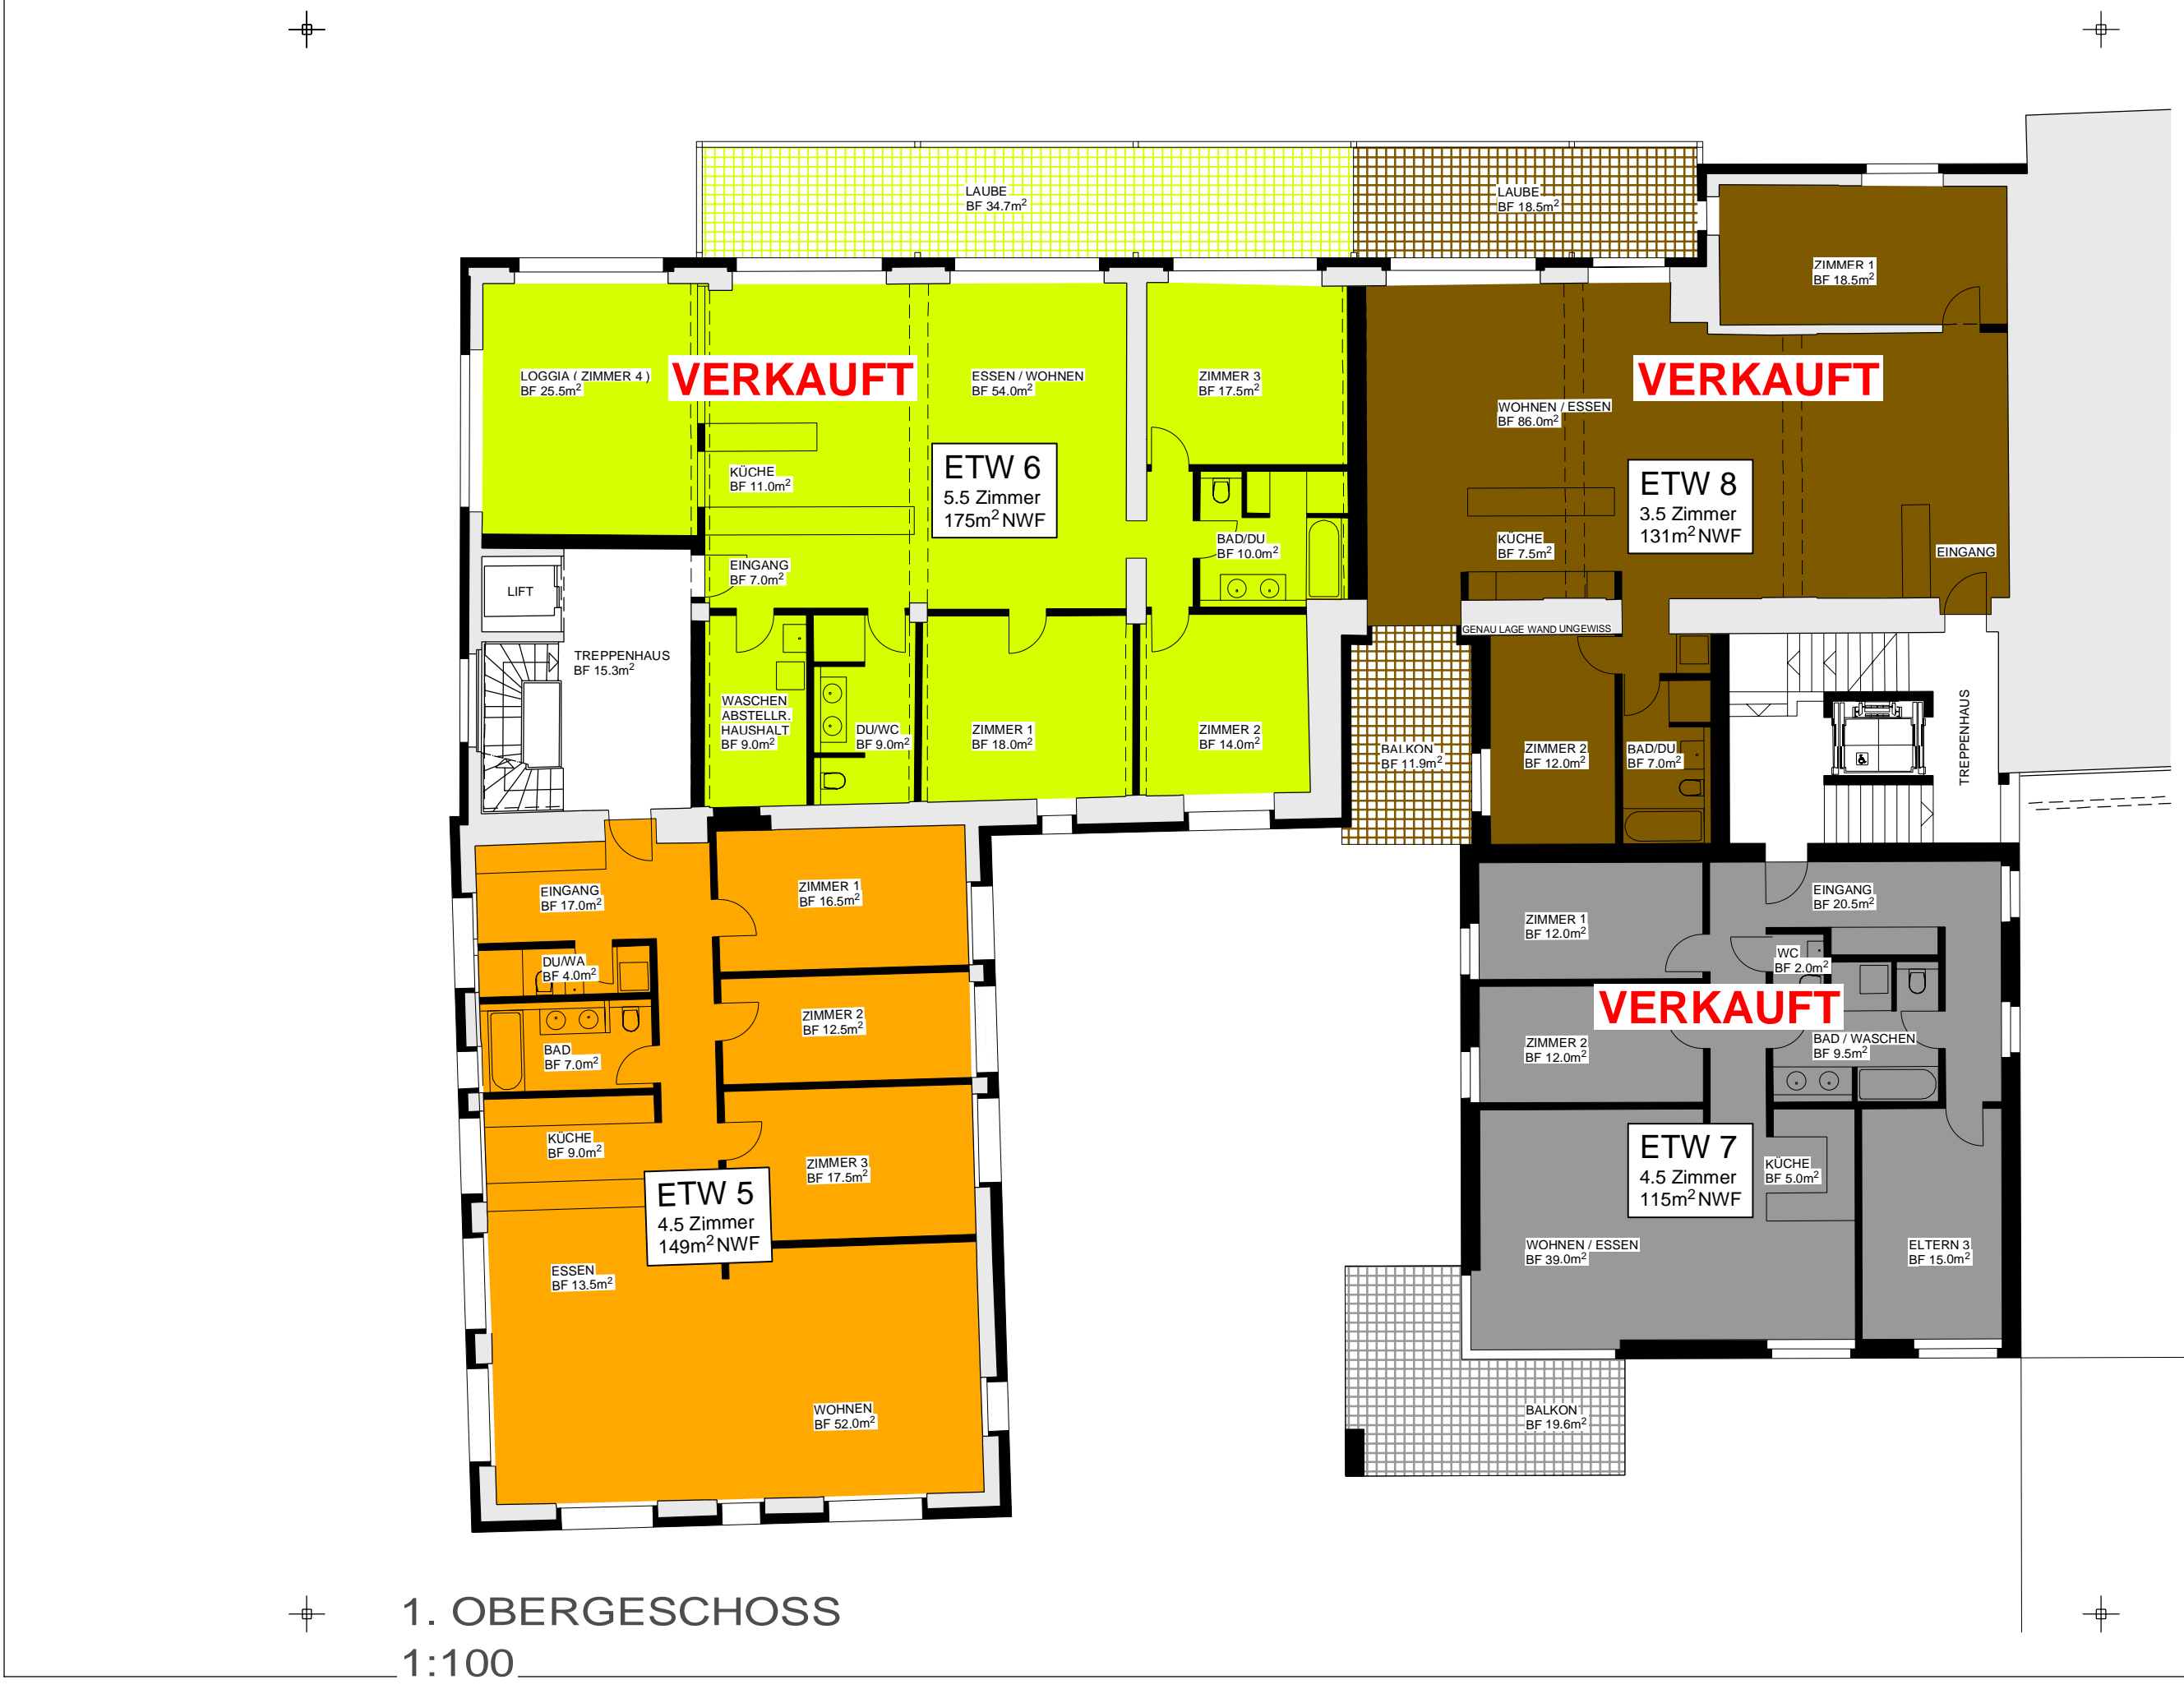 LAUBE
BF 34.7m²
LAUBE
BF 18.5m²
ZIMMER 1
BF 18.5m²
LOGGIA ( ZIMMER 4 )
BF 25.5m²
VERKAUFT
ESSEN / WOHNEN
BF 54.0m²
ZIMMER 3
BF 17.5m²
VERKAUFT
WOHNEN / ESSEN
BF 86.0m²
KÜCHE
BF 11.0m²
ETW 6
5.5 Zimmer
175m² NWF
ETW 8
3.5 Zimmer
131m² NWF
BAD/DU
BF 10.0m²
KÜCHE
BF 7.5m²
EINGANG
EINGANG
BF 7.0m²
LIFT
GENAU LAGE WAND UNGEWISS
TREPPENHAUS
BF 15.3m²
WASCHEN
ABSTELLR.
HAUSHALT
BF 9.0m²
DU/WC
BF 9.0m²
ZIMMER 1
BF 18.0m²
ZIMMER 2
BF 14.0m²
BALKON
BF 11.9m²
ZIMMER 2
BF 12.0m²
BAD/DU
BF 7.0m²
TREPPENHAUS
EINGANG
BF 17.0m²
ZIMMER 1
BF 16.5m²
ZIMMER 1
BF 12.0m²
EINGANG
BF 20.5m²
DU/WA
BF 4.0m²
WC
BF 2.0m²
ZIMMER 2
BF 12.5m²
VERKAUFT
BAD
BF 7.0m²
ZIMMER 2
BF 12.0m²
BAD / WASCHEN
BF 9.5m²
KÜCHE
BF 9.0m²
ZIMMER 3
BF 17.5m²
ETW 7
4.5 Zimmer
115m² NWF
KÜCHE
BF 5.0m²
ETW 5
4.5 Zimmer
149m² NWF
ESSEN
BF 13.5m²
WOHNEN / ESSEN
BF 39.0m²
ELTERN 3
BF 15.0m²
WOHNEN
BF 52.0m²
BALKON
BF 19.6m²
1. OBERGESCHOSS
1:100